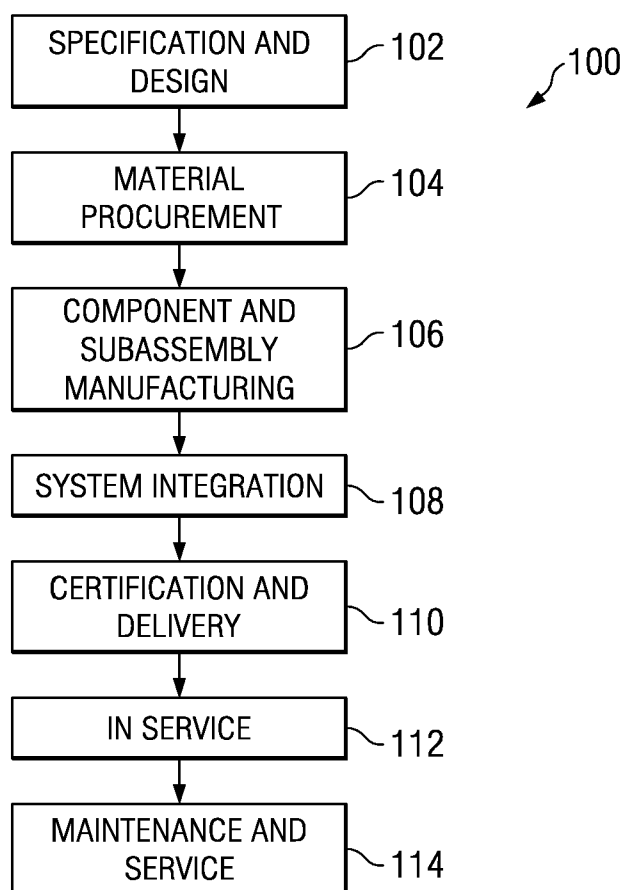 SPECIFICATION AND
DESIGN
102
100
MATERIAL
PROCUREMENT
104
COMPONENT AND
SUBASSEMBLY
MANUFACTURING
106
SYSTEM INTEGRATION
108
CERTIFICATION AND
DELIVERY
110
IN SERVICE
112
MAINTENANCE AND
SERVICE
114